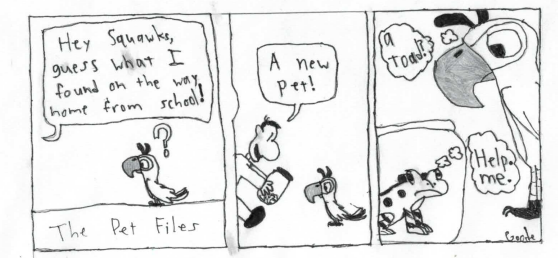 Hey Squawks,
guess what I
found on the way
home from school!
?
The Pet Files
A new
pet!
a
toad!?
Help
me.